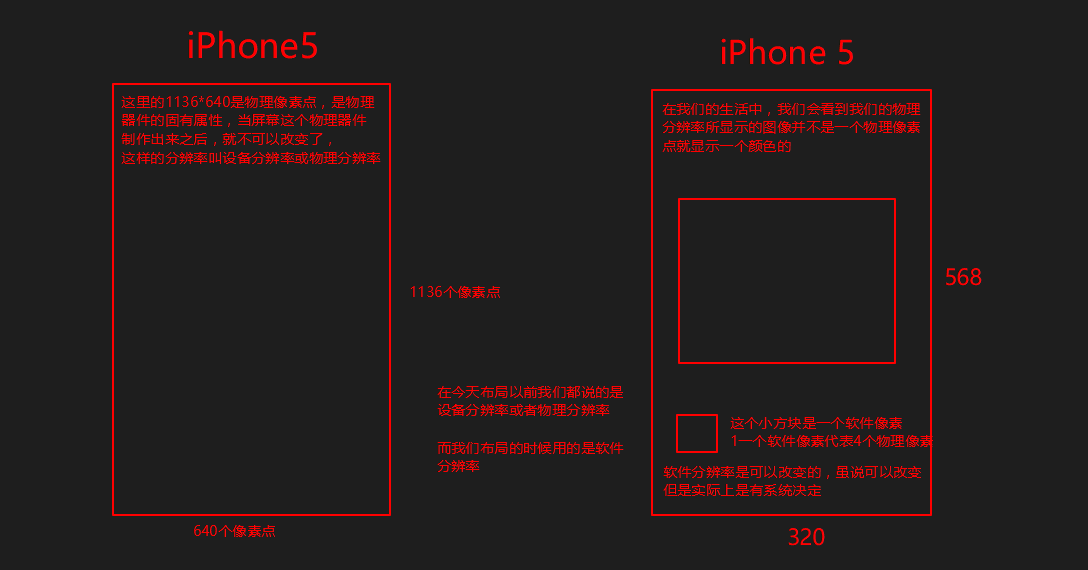 iPhone5
这里的1136*640是物理像素点，是物理
器件的固有属性，当屏幕这个物理器件
制作出来之后，就不可以改变了，
这样的分辨率叫设备分辨率或物理分辨率
1136个像素点
640个像素点
在今天布局以前我们都说的是
设备分辨率或者物理分辨率
而我们布局的时候用的是软件
分辨率
iPhone 5
在我们的生活中，我们会看到我们的物理
分辨率所显示的图像并不是一个物理像素
点就显示一个颜色的
568
这个小方块是一个软件像素
1一个软件像素代表4个物理像素
软件分辨率是可以改变的，虽说可以改变
但是实际上是有系统决定
320